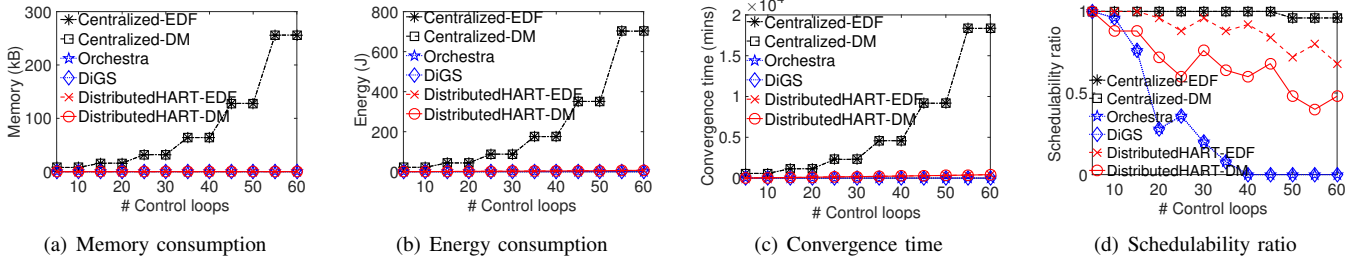 300
200
100
0
Memory (kB)
Centralized-EDF
Centralized-DM
Orchestra
DiGS
DistributedHART-EDF
DistributedHART-DM
10 20 30 40 50 60
# Control loops
(a) Memory consumption
800
600
400
200
0
Energy (J)
Centralized-EDF
Centralized-DM
Orchestra
DiGS
DistributedHART-EDF
DistributedHART-DM
10 20 30 40 50 60
# Control loops
(b) Energy consumption
2
1.5
1
0.5
0
Convergence time (mins)
Centralized-EDF
Centralized-DM
Orchestra
DiGS
DistributedHART-EDF
DistributedHART-DM
10 20 30 40 50 60
# Control loops
(c) Convergence time
1
0.5
0
Schedulability ratio
Centralized-EDF
Centralized-DM
Orchestra
DiGS
DistributedHART-EDF
DistributedHART-DM
10 20 30 40 50 60
# Control loops
(d) Schedulability ratio